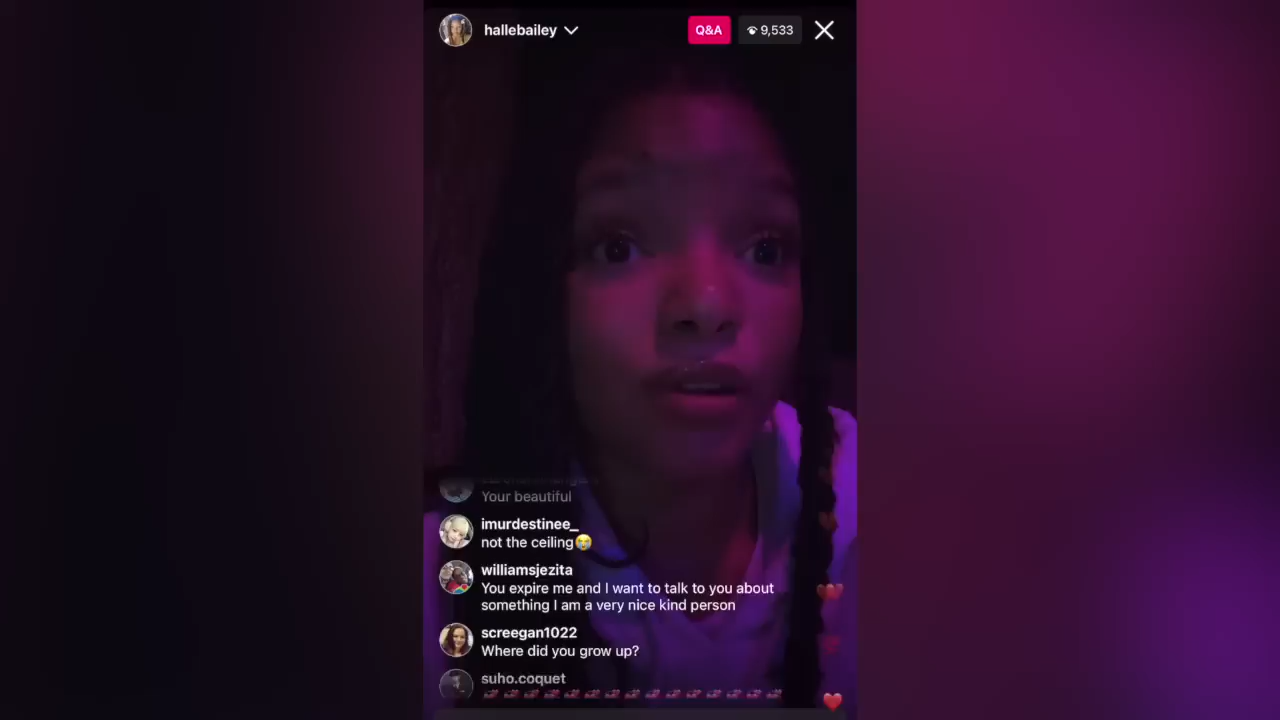 hallebailey
Q&A
9,533
Your beautiful
imurdestinee_
not the ceiling😭
williamsjezita
You expire me and I want to talk to you about
something I am a very nice kind person
screegan1022
Where did you grow up?
suho.coquet